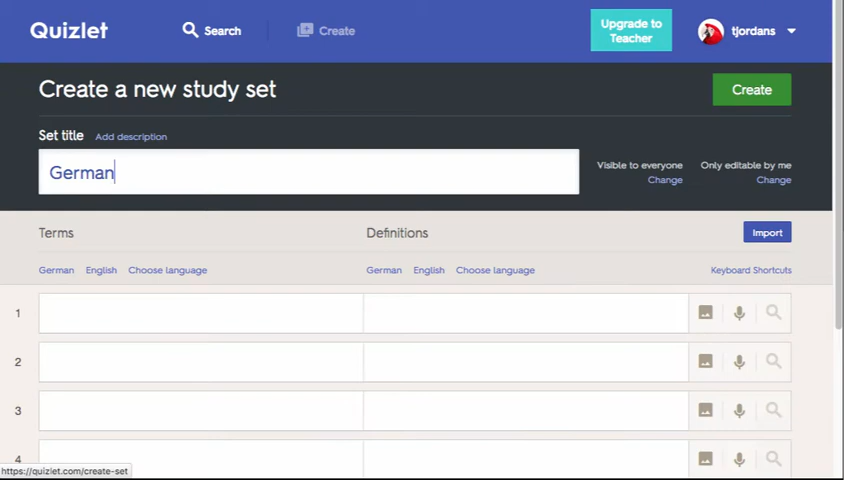 Quizlet Search Create Upgrade to Teacher tjordans
Create a new study set Create
Set title Add description
German Visible to everyone Only editable by me
Change Change
Terms Definitions Import
German English Choose language German English Choose language Keyboard Shortcuts
1
2
3
4
https://quizlet.com/create-set